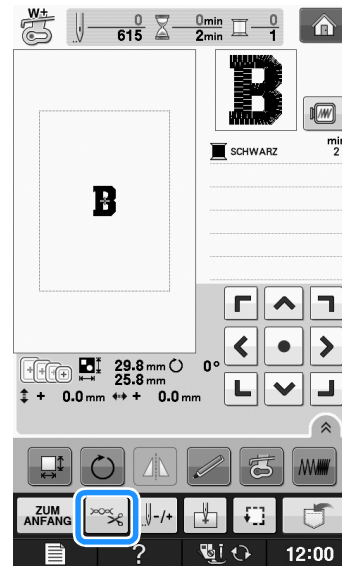 W+
0 0min 0
615 2min 1
SCHWARZ
min
2
29.8 mm 0°
25.8 mm
+ 0.0 mm + 0.0 mm
ZUM
ANFANG
-/+
? 12:00